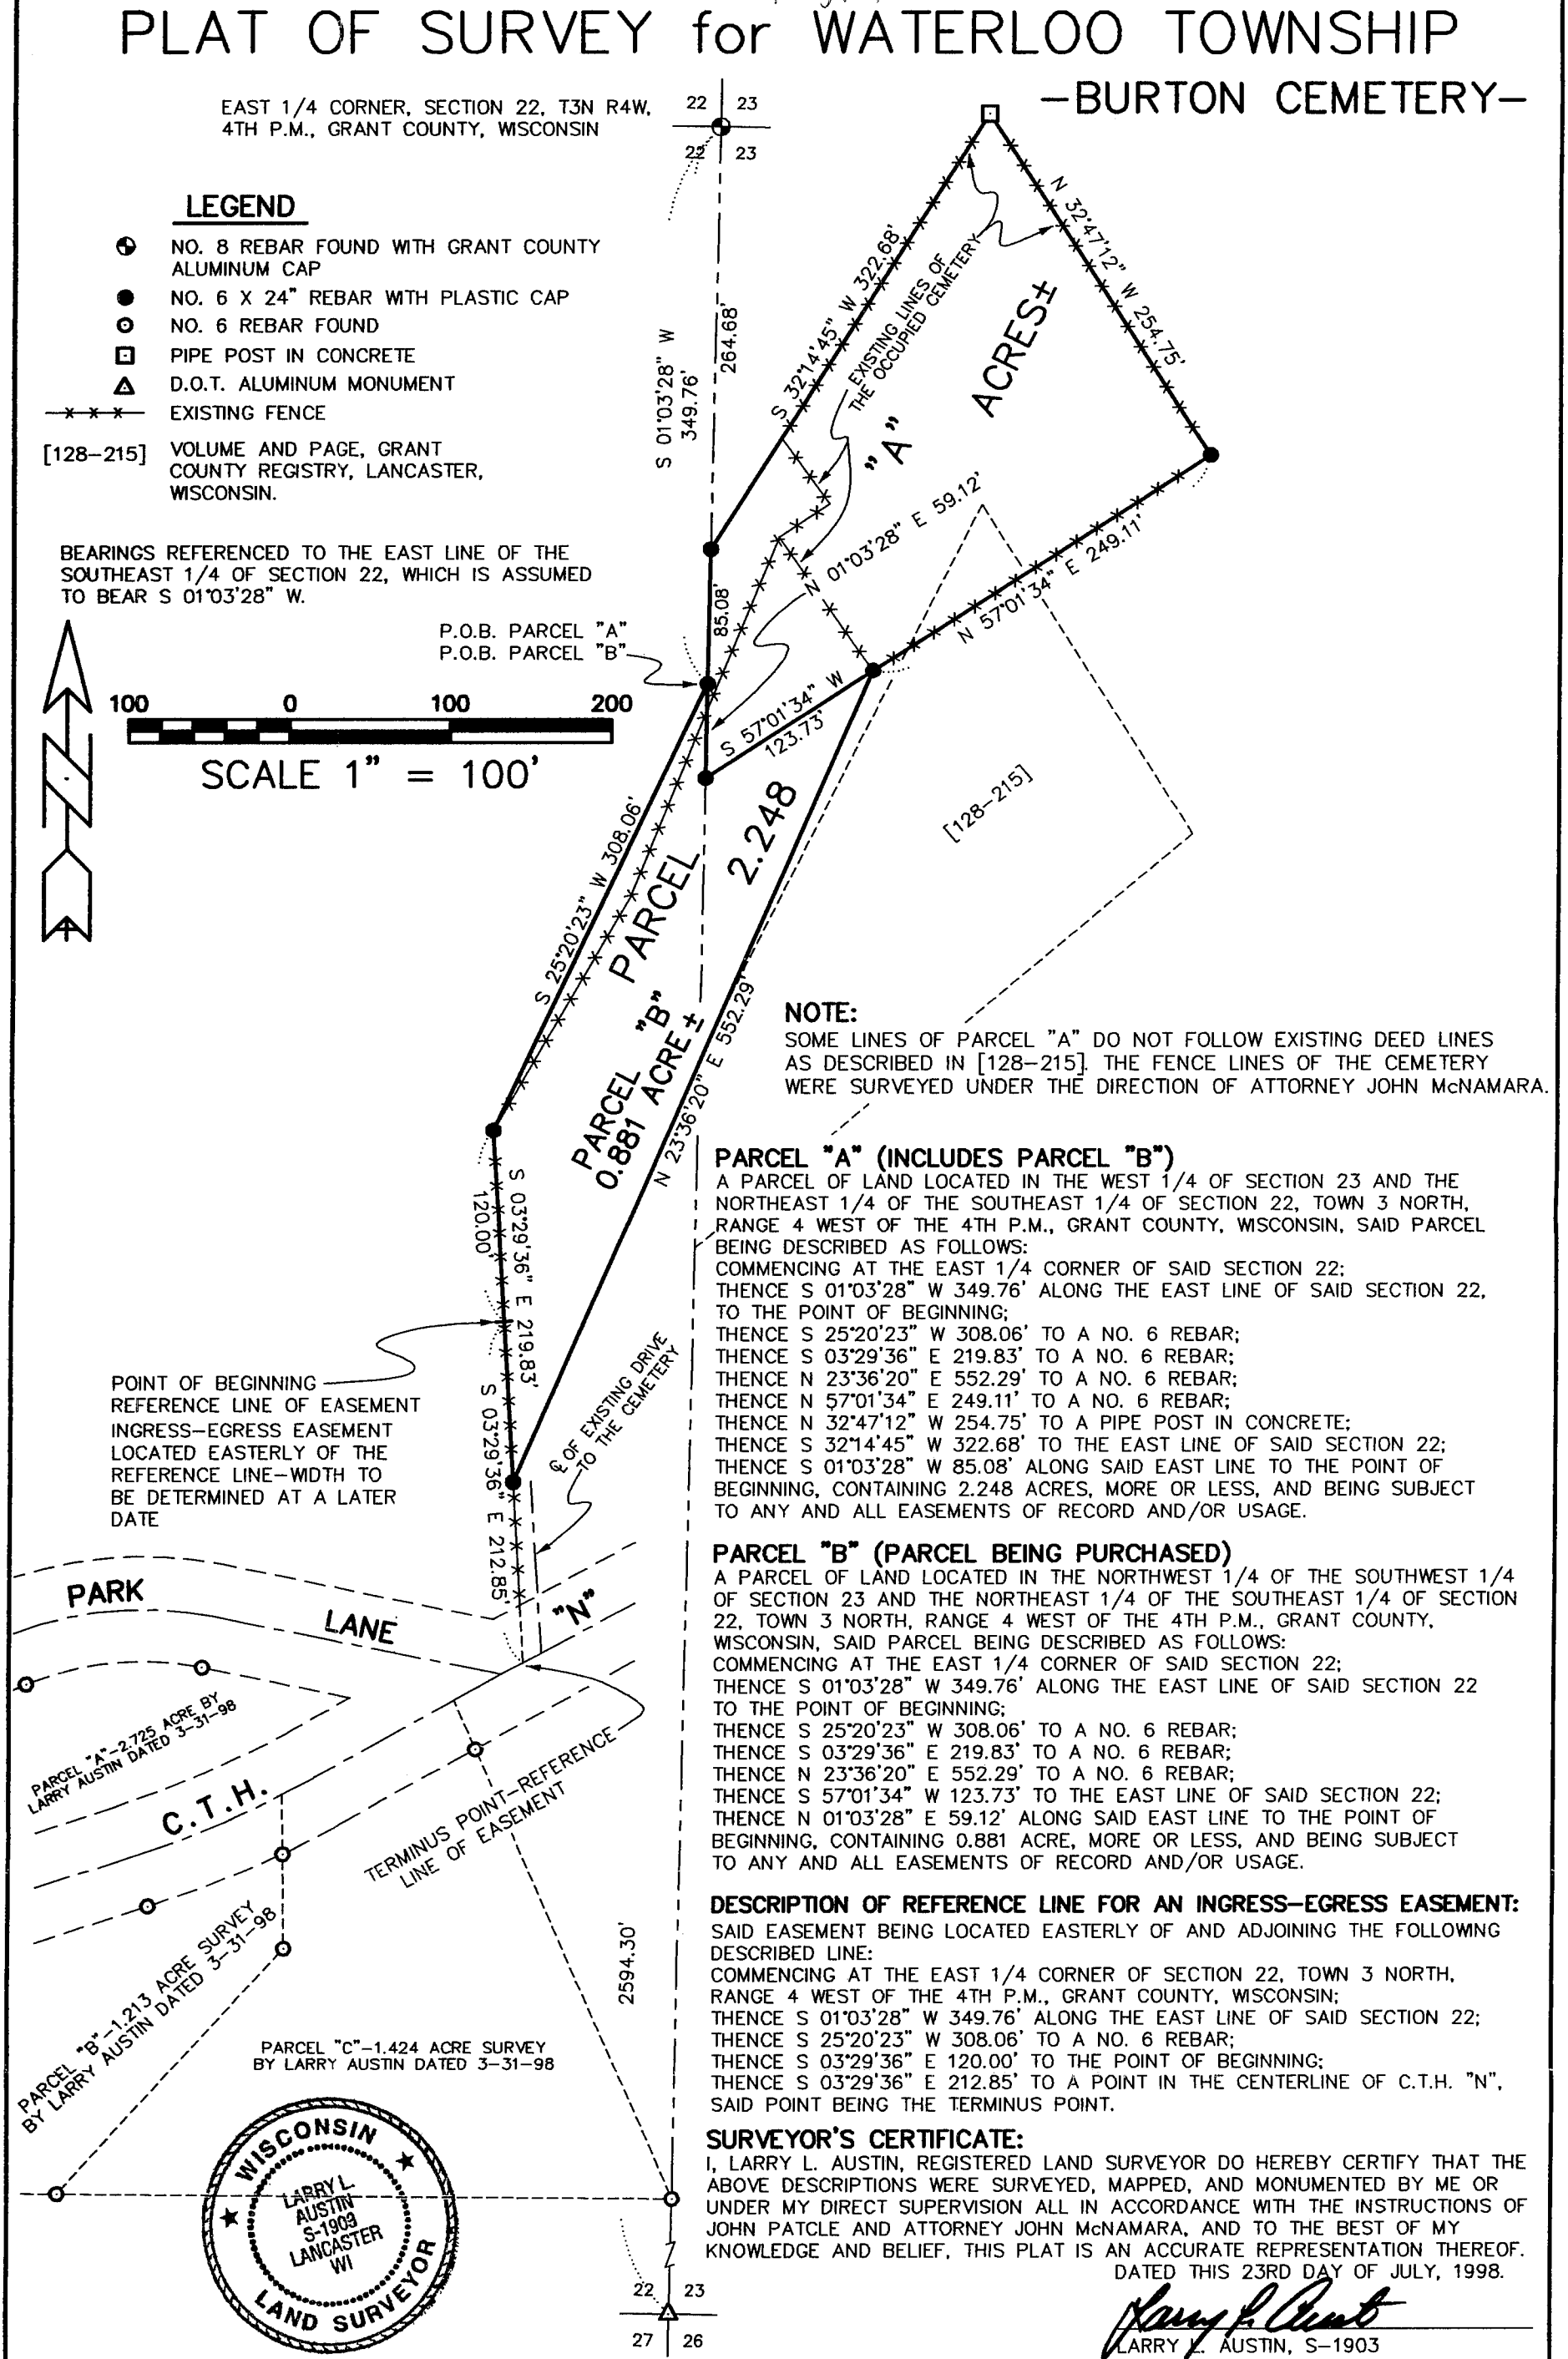 PLAT OF SURVEY for WATERLOO TOWNSHIP
-BURTON CEMETERY-
EAST 1/4 CORNER, SECTION 22, T3N R4W,
4TH P.M., GRANT COUNTY, WISCONSIN
22 23
22 23
LEGEND
NO. 8 REBAR FOUND WITH GRANT COUNTY
ALUMINUM CAP
NO. 6 X 24" REBAR WITH PLASTIC CAP
NO. 6 REBAR FOUND
PIPE POST IN CONCRETE
D.O.T. ALUMINUM MONUMENT
EXISTING FENCE
[128-215] VOLUME AND PAGE, GRANT
COUNTY REGISTRY, LANCASTER,
WISCONSIN.
BEARINGS REFERENCED TO THE EAST LINE OF THE
SOUTHEAST 1/4 OF SECTION 22, WHICH IS ASSUMED
TO BEAR S 01°03'28" W.
P.O.B. PARCEL "A"
P.O.B. PARCEL "B"
100 0 100 200
SCALE 1" = 100'
N
S 01°03'28" W
349.76'
264.68'
85.08'
S 32°14'45" W 322.68'
EXISTING LINES OF
THE OCCUPIED CEMETERY
N 32°47'12" W 254.75'
PARCEL "A"
2.248 ACRES±
N 01°03'28" E 59.12'
N 57°01'34" E 249.11'
S 57°01'34" W
123.73'
[128-215]
S 25°20'23" W 308.06'
PARCEL "B"
0.881 ACRE±
N 23°36'20" E 552.29'
S 03°29'36" E 219.83'
120.00'
S 03°29'36" E 212.85'
POINT OF BEGINNING
REFERENCE LINE OF EASEMENT
INGRESS-EGRESS EASEMENT
LOCATED EASTERLY OF THE
REFERENCE LINE-WIDTH TO
BE DETERMINED AT A LATER
DATE
℄ OF EXISTING DRIVE
TO THE CEMETERY
PARK LANE
C.T.H. "N"
PARCEL "A"-2.725 ACRE BY
LARRY AUSTIN DATED 3-31-98
TERMINUS POINT-REFERENCE
LINE OF EASEMENT
PARCEL "B"-1.213 ACRE SURVEY
BY LARRY AUSTIN DATED 3-31-98
PARCEL "C"-1.424 ACRE SURVEY
BY LARRY AUSTIN DATED 3-31-98
2594.30'
22 23
27 26
WISCONSIN
LARRY L.
AUSTIN
S-1903
LANCASTER
WI
LAND SURVEYOR
NOTE:
SOME LINES OF PARCEL "A" DO NOT FOLLOW EXISTING DEED LINES
AS DESCRIBED IN [128-215]. THE FENCE LINES OF THE CEMETERY
WERE SURVEYED UNDER THE DIRECTION OF ATTORNEY JOHN McNAMARA.
PARCEL "A" (INCLUDES PARCEL "B")
A PARCEL OF LAND LOCATED IN THE WEST 1/4 OF SECTION 23 AND THE
NORTHEAST 1/4 OF THE SOUTHEAST 1/4 OF SECTION 22, TOWN 3 NORTH,
RANGE 4 WEST OF THE 4TH P.M., GRANT COUNTY, WISCONSIN, SAID PARCEL
BEING DESCRIBED AS FOLLOWS:
COMMENCING AT THE EAST 1/4 CORNER OF SAID SECTION 22;
THENCE S 01°03'28" W 349.76' ALONG THE EAST LINE OF SAID SECTION 22,
TO THE POINT OF BEGINNING;
THENCE S 25°20'23" W 308.06' TO A NO. 6 REBAR;
THENCE S 03°29'36" E 219.83' TO A NO. 6 REBAR;
THENCE N 23°36'20" E 552.29' TO A NO. 6 REBAR;
THENCE N 57°01'34" E 249.11' TO A NO. 6 REBAR;
THENCE N 32°47'12" W 254.75' TO A PIPE POST IN CONCRETE;
THENCE S 32°14'45" W 322.68' TO THE EAST LINE OF SAID SECTION 22;
THENCE S 01°03'28" W 85.08' ALONG SAID EAST LINE TO THE POINT OF
BEGINNING, CONTAINING 2.248 ACRES, MORE OR LESS, AND BEING SUBJECT
TO ANY AND ALL EASEMENTS OF RECORD AND/OR USAGE.
PARCEL "B" (PARCEL BEING PURCHASED)
A PARCEL OF LAND LOCATED IN THE NORTHWEST 1/4 OF THE SOUTHWEST 1/4
OF SECTION 23 AND THE NORTHEAST 1/4 OF THE SOUTHEAST 1/4 OF SECTION
22, TOWN 3 NORTH, RANGE 4 WEST OF THE 4TH P.M., GRANT COUNTY,
WISCONSIN, SAID PARCEL BEING DESCRIBED AS FOLLOWS:
COMMENCING AT THE EAST 1/4 CORNER OF SAID SECTION 22;
THENCE S 01°03'28" W 349.76' ALONG THE EAST LINE OF SAID SECTION 22
TO THE POINT OF BEGINNING;
THENCE S 25°20'23" W 308.06' TO A NO. 6 REBAR;
THENCE S 03°29'36" E 219.83' TO A NO. 6 REBAR;
THENCE N 23°36'20" E 552.29' TO A NO. 6 REBAR;
THENCE S 57°01'34" W 123.73' TO THE EAST LINE OF SAID SECTION 22;
THENCE N 01°03'28" E 59.12' ALONG SAID EAST LINE TO THE POINT OF
BEGINNING, CONTAINING 0.881 ACRE, MORE OR LESS, AND BEING SUBJECT
TO ANY AND ALL EASEMENTS OF RECORD AND/OR USAGE.
DESCRIPTION OF REFERENCE LINE FOR AN INGRESS-EGRESS EASEMENT:
SAID EASEMENT BEING LOCATED EASTERLY OF AND ADJOINING THE FOLLOWING
DESCRIBED LINE:
COMMENCING AT THE EAST 1/4 CORNER OF SECTION 22, TOWN 3 NORTH,
RANGE 4 WEST OF THE 4TH P.M., GRANT COUNTY, WISCONSIN;
THENCE S 01°03'28" W 349.76' ALONG THE EAST LINE OF SAID SECTION 22;
THENCE S 25°20'23" W 308.06' TO A NO. 6 REBAR;
THENCE S 03°29'36" E 120.00' TO THE POINT OF BEGINNING;
THENCE S 03°29'36" E 212.85' TO A POINT IN THE CENTERLINE OF C.T.H. "N",
SAID POINT BEING THE TERMINUS POINT.
SURVEYOR'S CERTIFICATE:
I, LARRY L. AUSTIN, REGISTERED LAND SURVEYOR DO HEREBY CERTIFY THAT THE
ABOVE DESCRIPTIONS WERE SURVEYED, MAPPED, AND MONUMENTED BY ME OR
UNDER MY DIRECT SUPERVISION ALL IN ACCORDANCE WITH THE INSTRUCTIONS OF
JOHN PATCLE AND ATTORNEY JOHN McNAMARA, AND TO THE BEST OF MY
KNOWLEDGE AND BELIEF, THIS PLAT IS AN ACCURATE REPRESENTATION THEREOF.
DATED THIS 23RD DAY OF JULY, 1998.
LARRY L. AUSTIN, S-1903